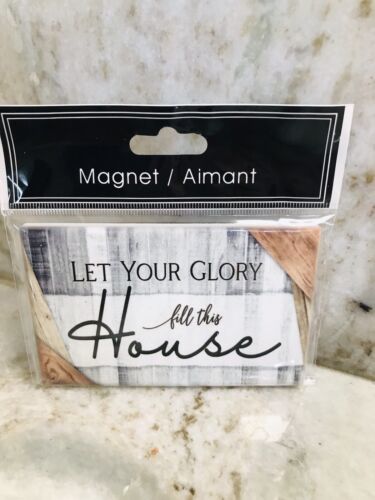 Magnet / Aimant
LET YOUR GLORY
fill this
House